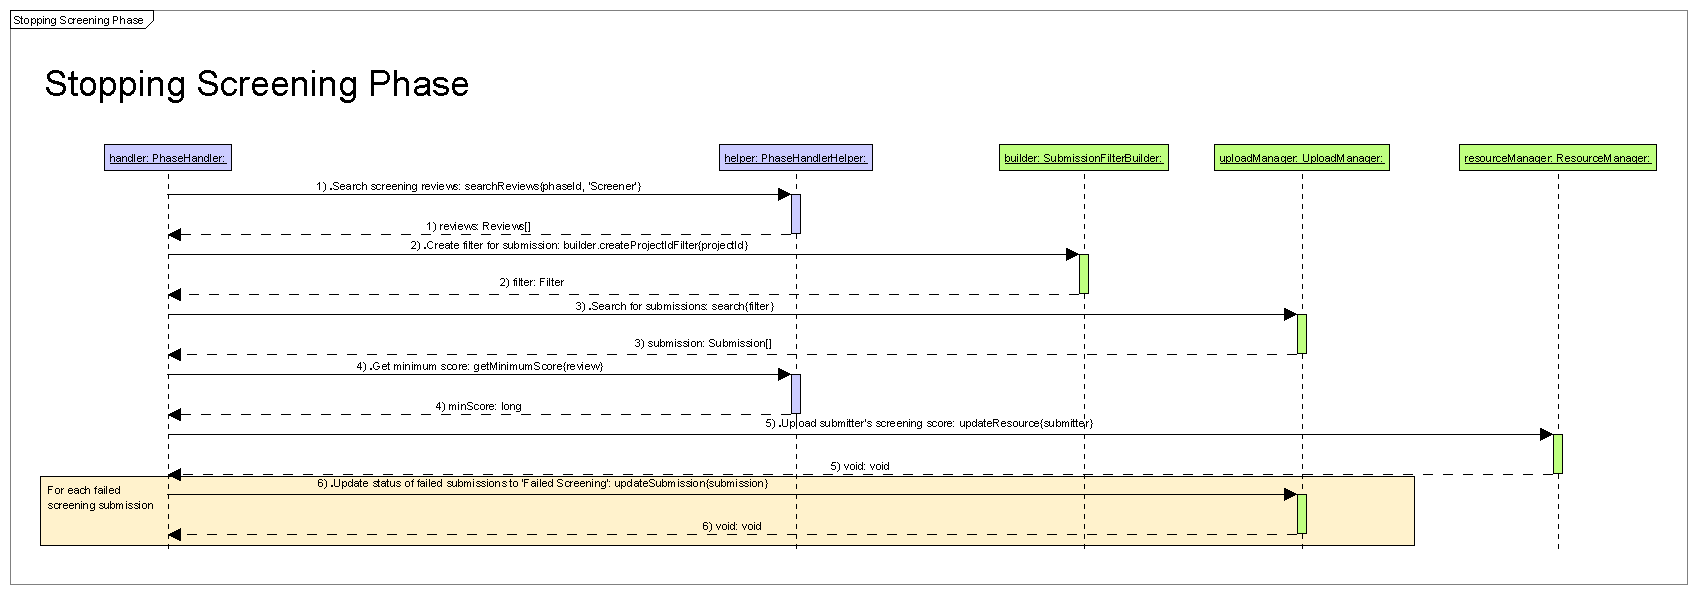 Stopping Screening Phase
Stopping Screening Phase
handler: PhaseHandler:
helper: PhaseHandlerHelper:
builder: SubmissionFilterBuilder:
uploadManager: UploadManager:
resourceManager: ResourceManager:
1) .Search screening reviews: searchReviews{phaseId, 'Screener'}
1) reviews: Reviews[]
2) .Create filter for submission: builder.createProjectIdFilter{projectId}
2) filter: Filter
3) .Search for submissions: search{filter}
3) submission: Submission[]
4) .Get minimum score: getMinimumScore{review}
4) minScore: long
5) .Upload submitter's screening score: updateResource{submitter}
5) void: void
For each failed
screening submission
6) .Update status of failed submissions to 'Failed Screening': updateSubmission{submission}
6) void: void